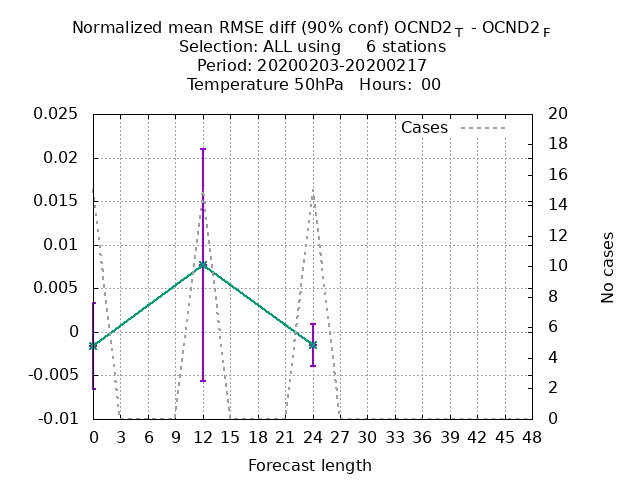 Normalized mean RMSE diff (90% conf) OCND2 T - OCND2 F
Selection: ALL using     6 stations
Period: 20200203-20200217
Temperature 50hPa   Hours:  00
Cases
0.025
0.02
0.015
0.01
0.005
0
-0.005
-0.01
20
18
16
14
12
10
8
6
4
2
0
No cases
0 3 6 9 12 15 18 21 24 27 30 33 36 39 42 45 48
Forecast length